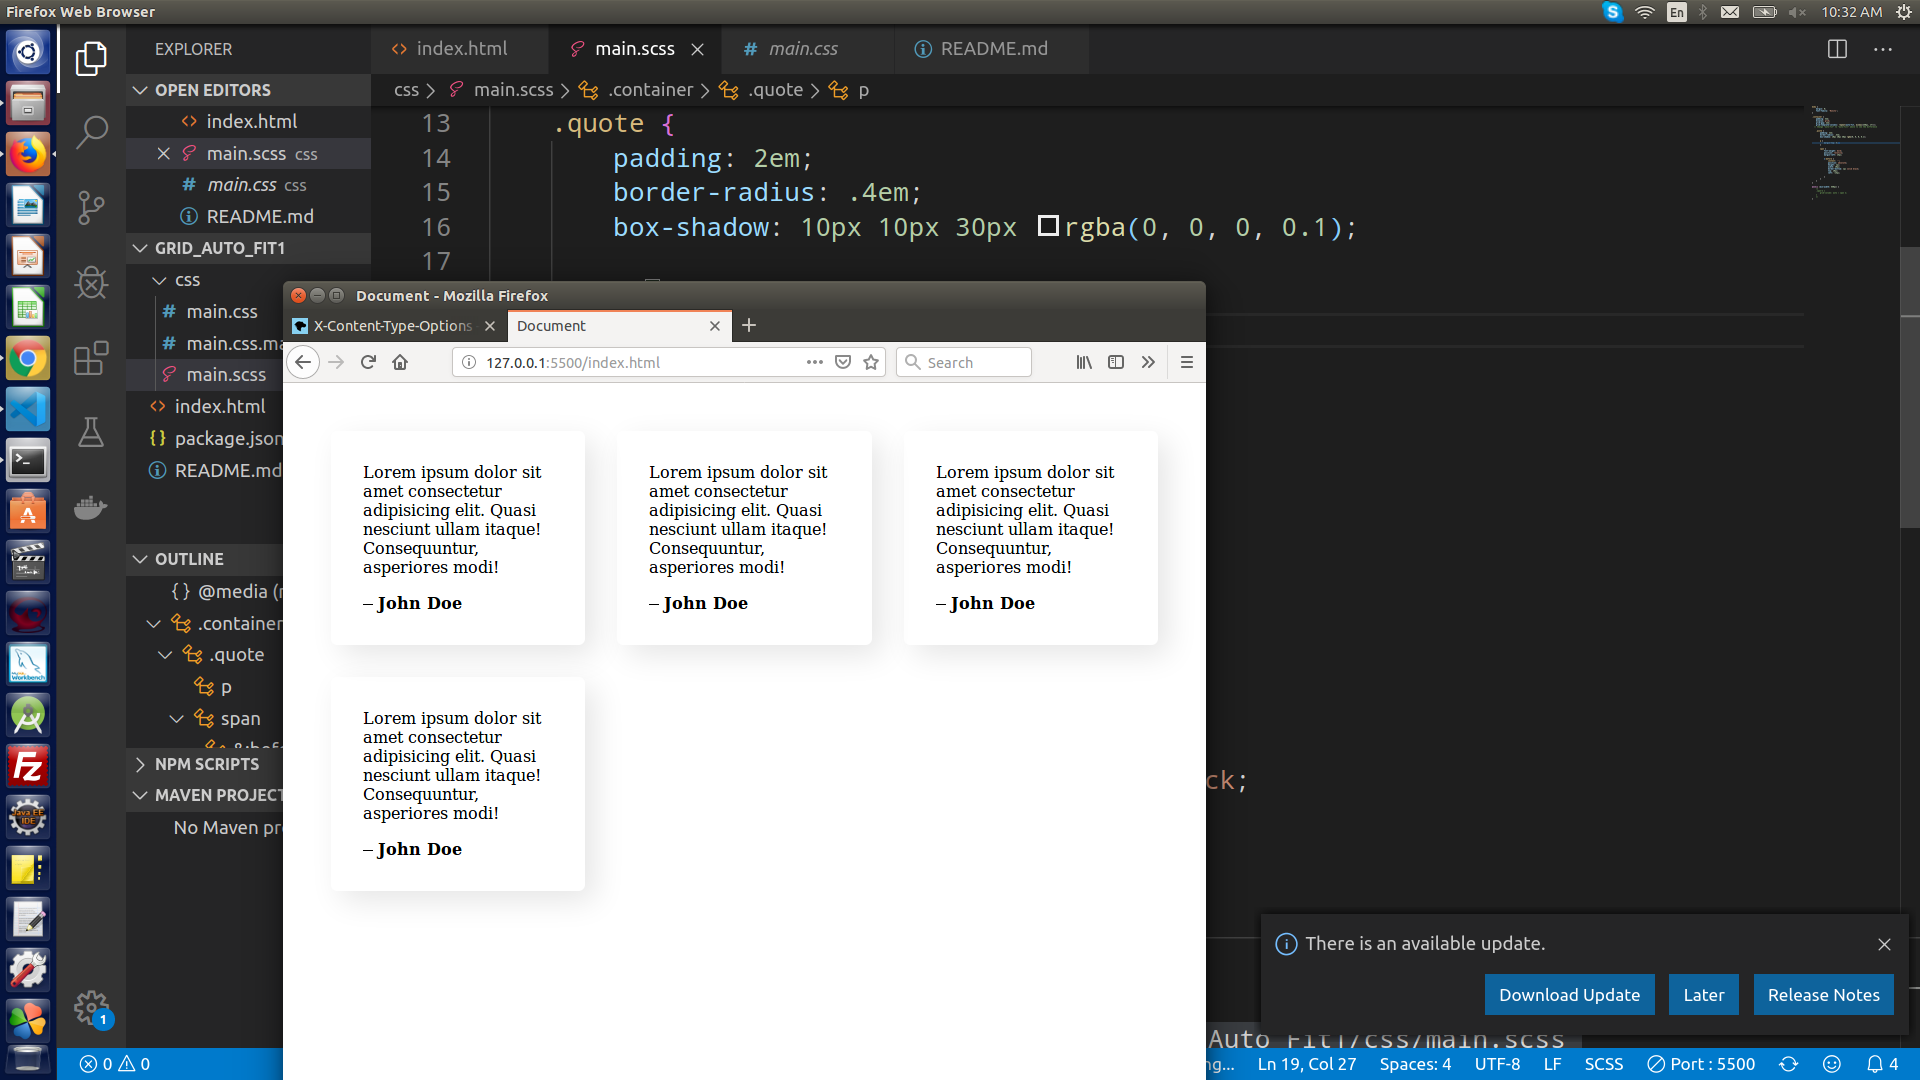 Firefox Web Browser
En
10:32 AM
EXPLORER
index.html
main.scss
main.css
README.md
OPEN EDITORS
css
main.scss
.container
.quote
p
index.html
main.scss css
main.css css
README.md
GRID_AUTO_FIT1
css
main.css
main.css.ma
main.scss
index.html
{} package.json
README.md
OUTLINE
{} @media (
.container
.quote
p
span
NPM SCRIPTS
MAVEN PROJECT
No Maven pr
13 .quote {
14 padding: 2em;
15 border-radius: .4em;
16 box-shadow: 10px 10px 30px rgba(0, 0, 0, 0.1);
17
ck;
Document - Mozilla Firefox
X-Content-Type-Options
Document
127.0.0.1:5500/index.html
Search
Lorem ipsum dolor sit
amet consectetur
adipisicing elit. Quasi
nesciunt ullam itaque!
Consequuntur,
asperiores modi!
– John Doe
Lorem ipsum dolor sit
amet consectetur
adipisicing elit. Quasi
nesciunt ullam itaque!
Consequuntur,
asperiores modi!
– John Doe
Lorem ipsum dolor sit
amet consectetur
adipisicing elit. Quasi
nesciunt ullam itaque!
Consequuntur,
asperiores modi!
– John Doe
Lorem ipsum dolor sit
amet consectetur
adipisicing elit. Quasi
nesciunt ullam itaque!
Consequuntur,
asperiores modi!
– John Doe
There is an available update.
Download Update
Later
Release Notes
1
0 0
ng...
Ln 19, Col 27
Spaces: 4
UTF-8
LF
SCSS
Port : 5500
4